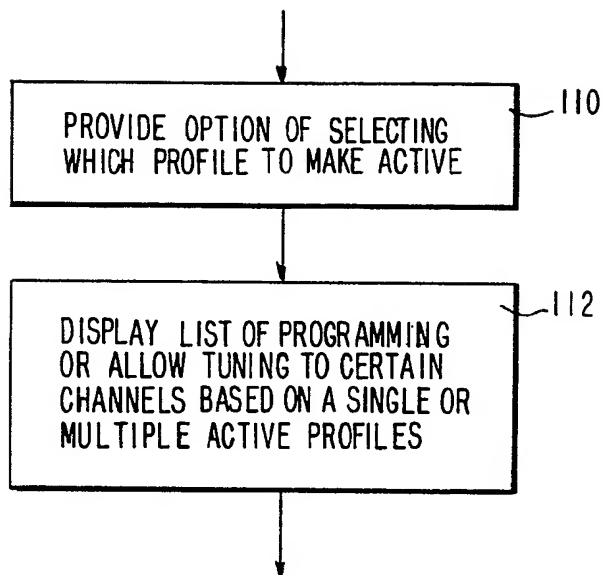 110
PROVIDE OPTION OF SELECTING
WHICH PROFILE TO MAKE ACTIVE
112
DISPLAY LIST OF PROGRAMMING
OR ALLOW TUNING TO CERTAIN
CHANNELS BASED ON A SINGLE OR
MULTIPLE ACTIVE PROFILES